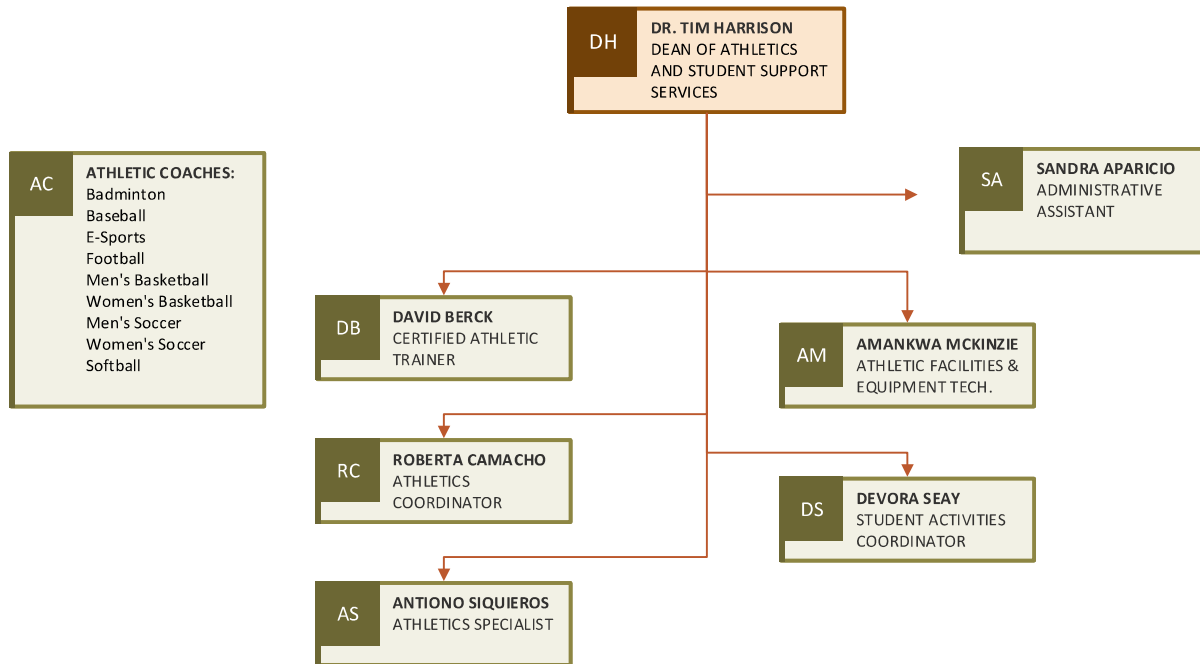 DH
DR. TIM HARRISON
DEAN OF ATHLETICS
AND STUDENT SUPPORT
SERVICES
AC
ATHLETIC COACHES:
Badminton
Baseball
E-Sports
Football
Men's Basketball
Women's Basketball
Men's Soccer
Women's Soccer
Softball
SA
SANDRA APARICIO
ADMINISTRATIVE
ASSISTANT
DB
DAVID BERCK
CERTIFIED ATHLETIC
TRAINER
AM
AMANKWA MCKINZIE
ATHLETIC FACILITIES &
EQUIPMENT TECH.
RC
ROBERTA CAMACHO
ATHLETICS
COORDINATOR
DS
DEVORA SEAY
STUDENT ACTIVITIES
COORDINATOR
AS
ANTIONO SIQUIEROS
ATHLETICS SPECIALIST